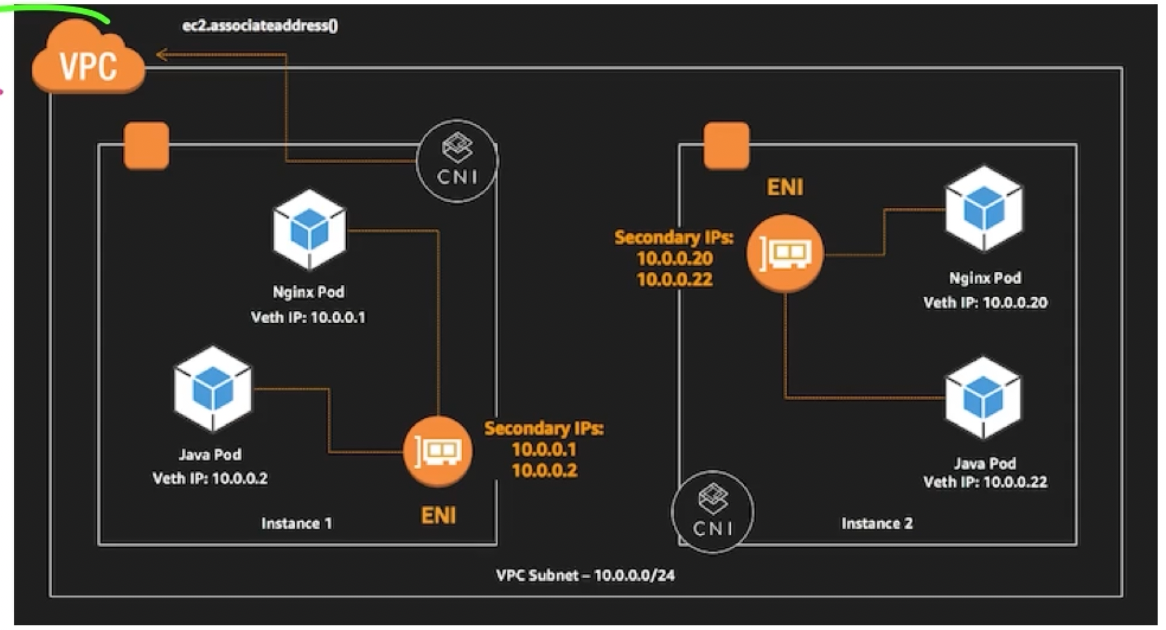 ec2.associateaddress()
VPC
CNI
Nginx Pod
Veth IP: 10.0.0.1
Java Pod
Veth IP: 10.0.0.2
Secondary IPs:
10.0.0.1
10.0.0.2
ENI
Instance 1
ENI
Secondary IPs:
10.0.0.20
10.0.0.22
Nginx Pod
Veth IP: 10.0.0.20
Java Pod
Veth IP: 10.0.0.22
CNI
Instance 2
VPC Subnet – 10.0.0.0/24